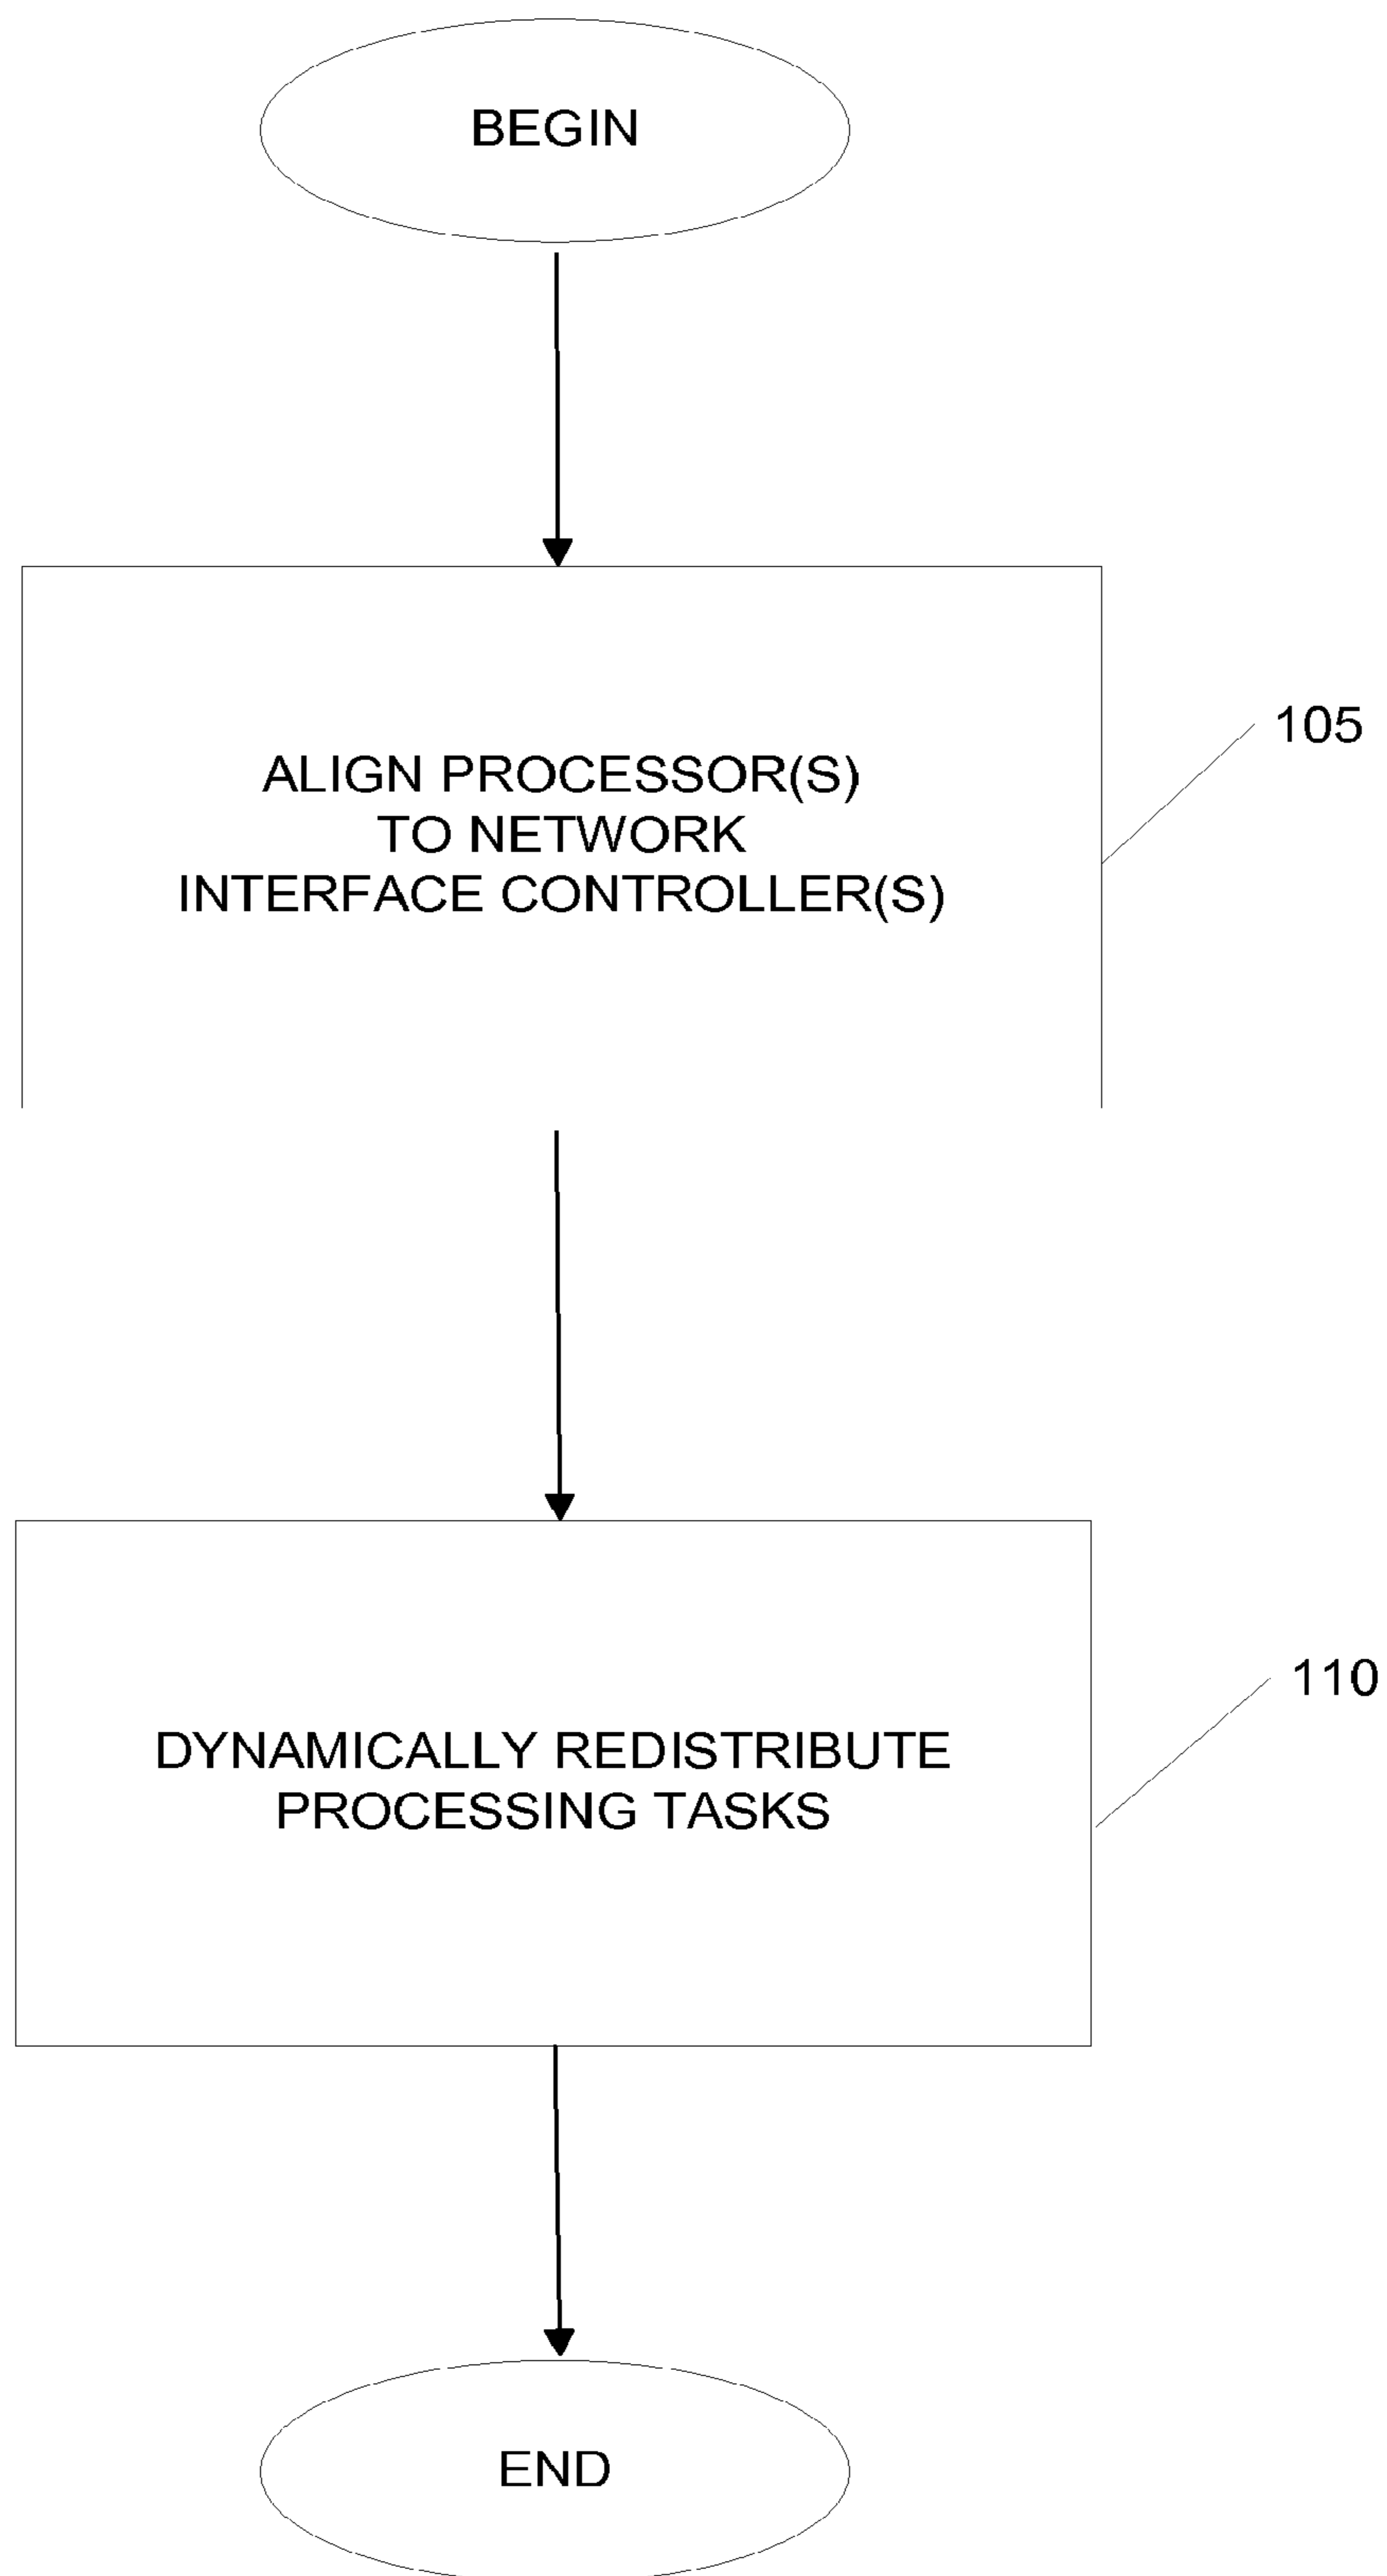 BEGIN
ALIGN PROCESSOR(S)
TO NETWORK
INTERFACE CONTROLLER(S)
105
DYNAMICALLY REDISTRIBUTE
PROCESSING TASKS
110
END